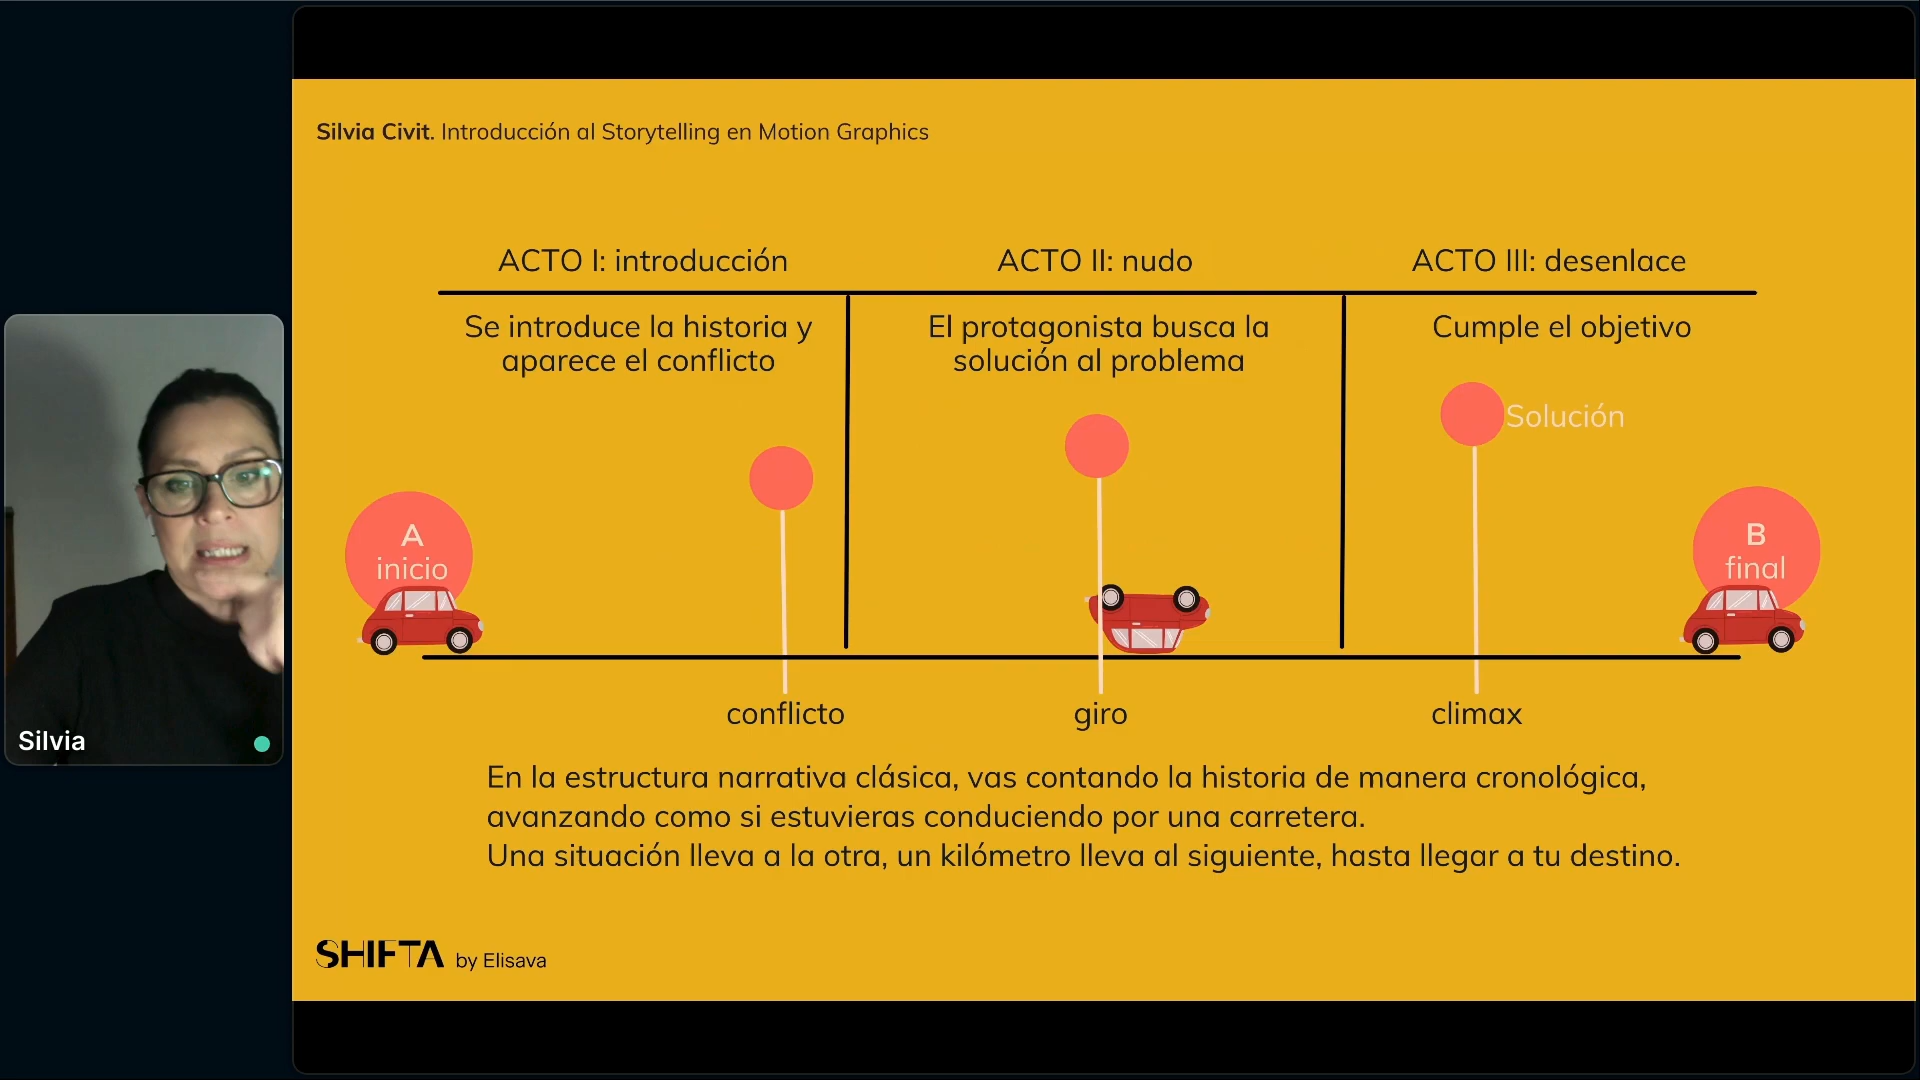 Silvia Civit. Introducción al Storytelling en Motion Graphics
ACTO I: introducción
ACTO II: nudo
ACTO III: desenlace
Se introduce la historia y
aparece el conflicto
El protagonista busca la
solución al problema
Cumple el objetivo
Solución
A
inicio
B
final
conflicto
giro
climax
En la estructura narrativa clásica, vas contando la historia de manera cronológica,
avanzando como si estuvieras conduciendo por una carretera.
Una situación lleva a la otra, un kilómetro lleva al siguiente, hasta llegar a tu destino.
SHIFTA by Elisava
Silvia